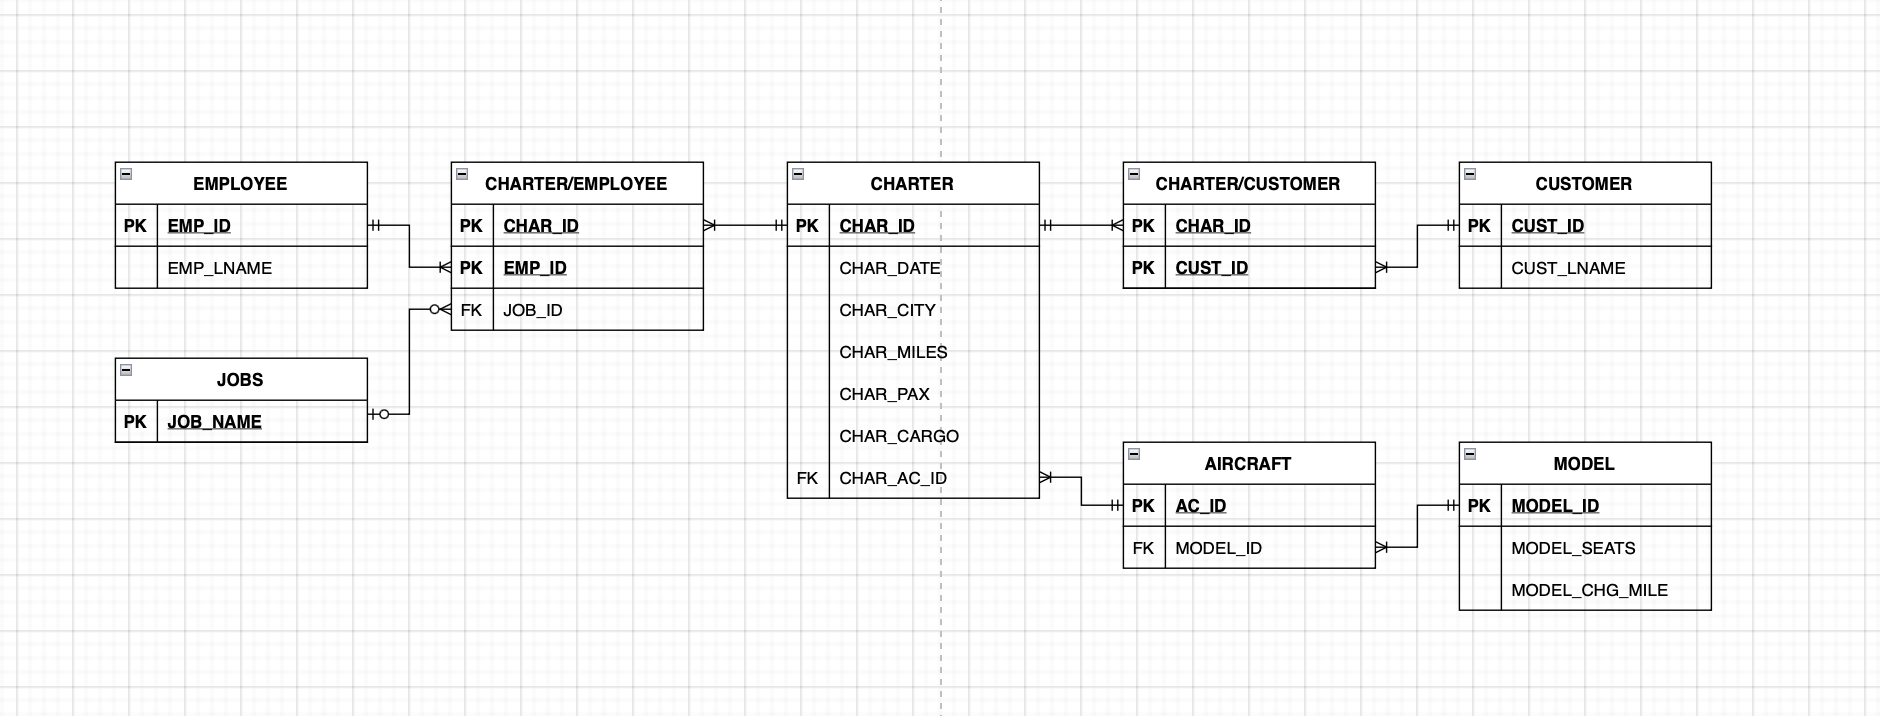 EMPLOYEE
PK EMP_ID
EMP_LNAME
JOBS
PK JOB_NAME
CHARTER/EMPLOYEE
PK CHAR_ID
PK EMP_ID
FK JOB_ID
CHARTER
PK CHAR_ID
CHAR_DATE
CHAR_CITY
CHAR_MILES
CHAR_PAX
CHAR_CARGO
FK CHAR_AC_ID
CHARTER/CUSTOMER
PK CHAR_ID
PK CUST_ID
CUSTOMER
PK CUST_ID
CUST_LNAME
AIRCRAFT
PK AC_ID
FK MODEL_ID
MODEL
PK MODEL_ID
MODEL_SEATS
MODEL_CHG_MILE